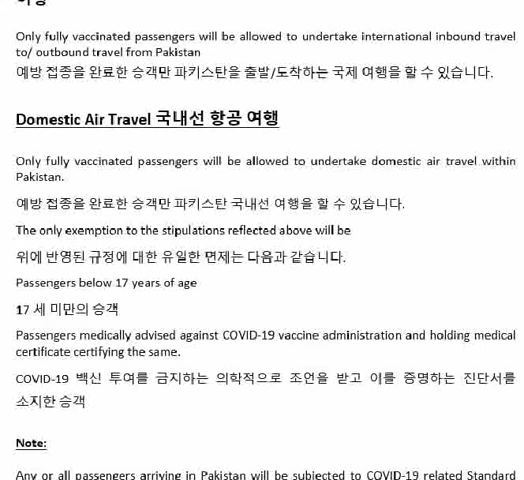 여행
Only fully vaccinated passengers will be allowed to undertake international inbound travel
to/ outbound travel from Pakistan
예방 접종을 완료한 승객만 파키스탄을 출발/도착하는 국제 여행을 할 수 있습니다.
Domestic Air Travel 국내선 항공 여행
Only fully vaccinated passengers will be allowed to undertake domestic air travel within
Pakistan.
예방 접종을 완료한 승객만 파키스탄 국내선 여행을 할 수 있습니다.
The only exemption to the stipulations reflected above will be
위에 반영된 규정에 대한 유일한 면제는 다음과 같습니다.
Passengers below 17 years of age
17 세 미만의 승객
Passengers medically advised against COVID-19 vaccine administration and holding medical
certificate certifying the same.
COVID-19 백신 투여를 금지하는 의학적으로 조언을 받고 이를 증명하는 진단서를
소지한 승객
Note:
Any or all passengers arriving in Pakistan will be subjected to COVID-19 related Standard